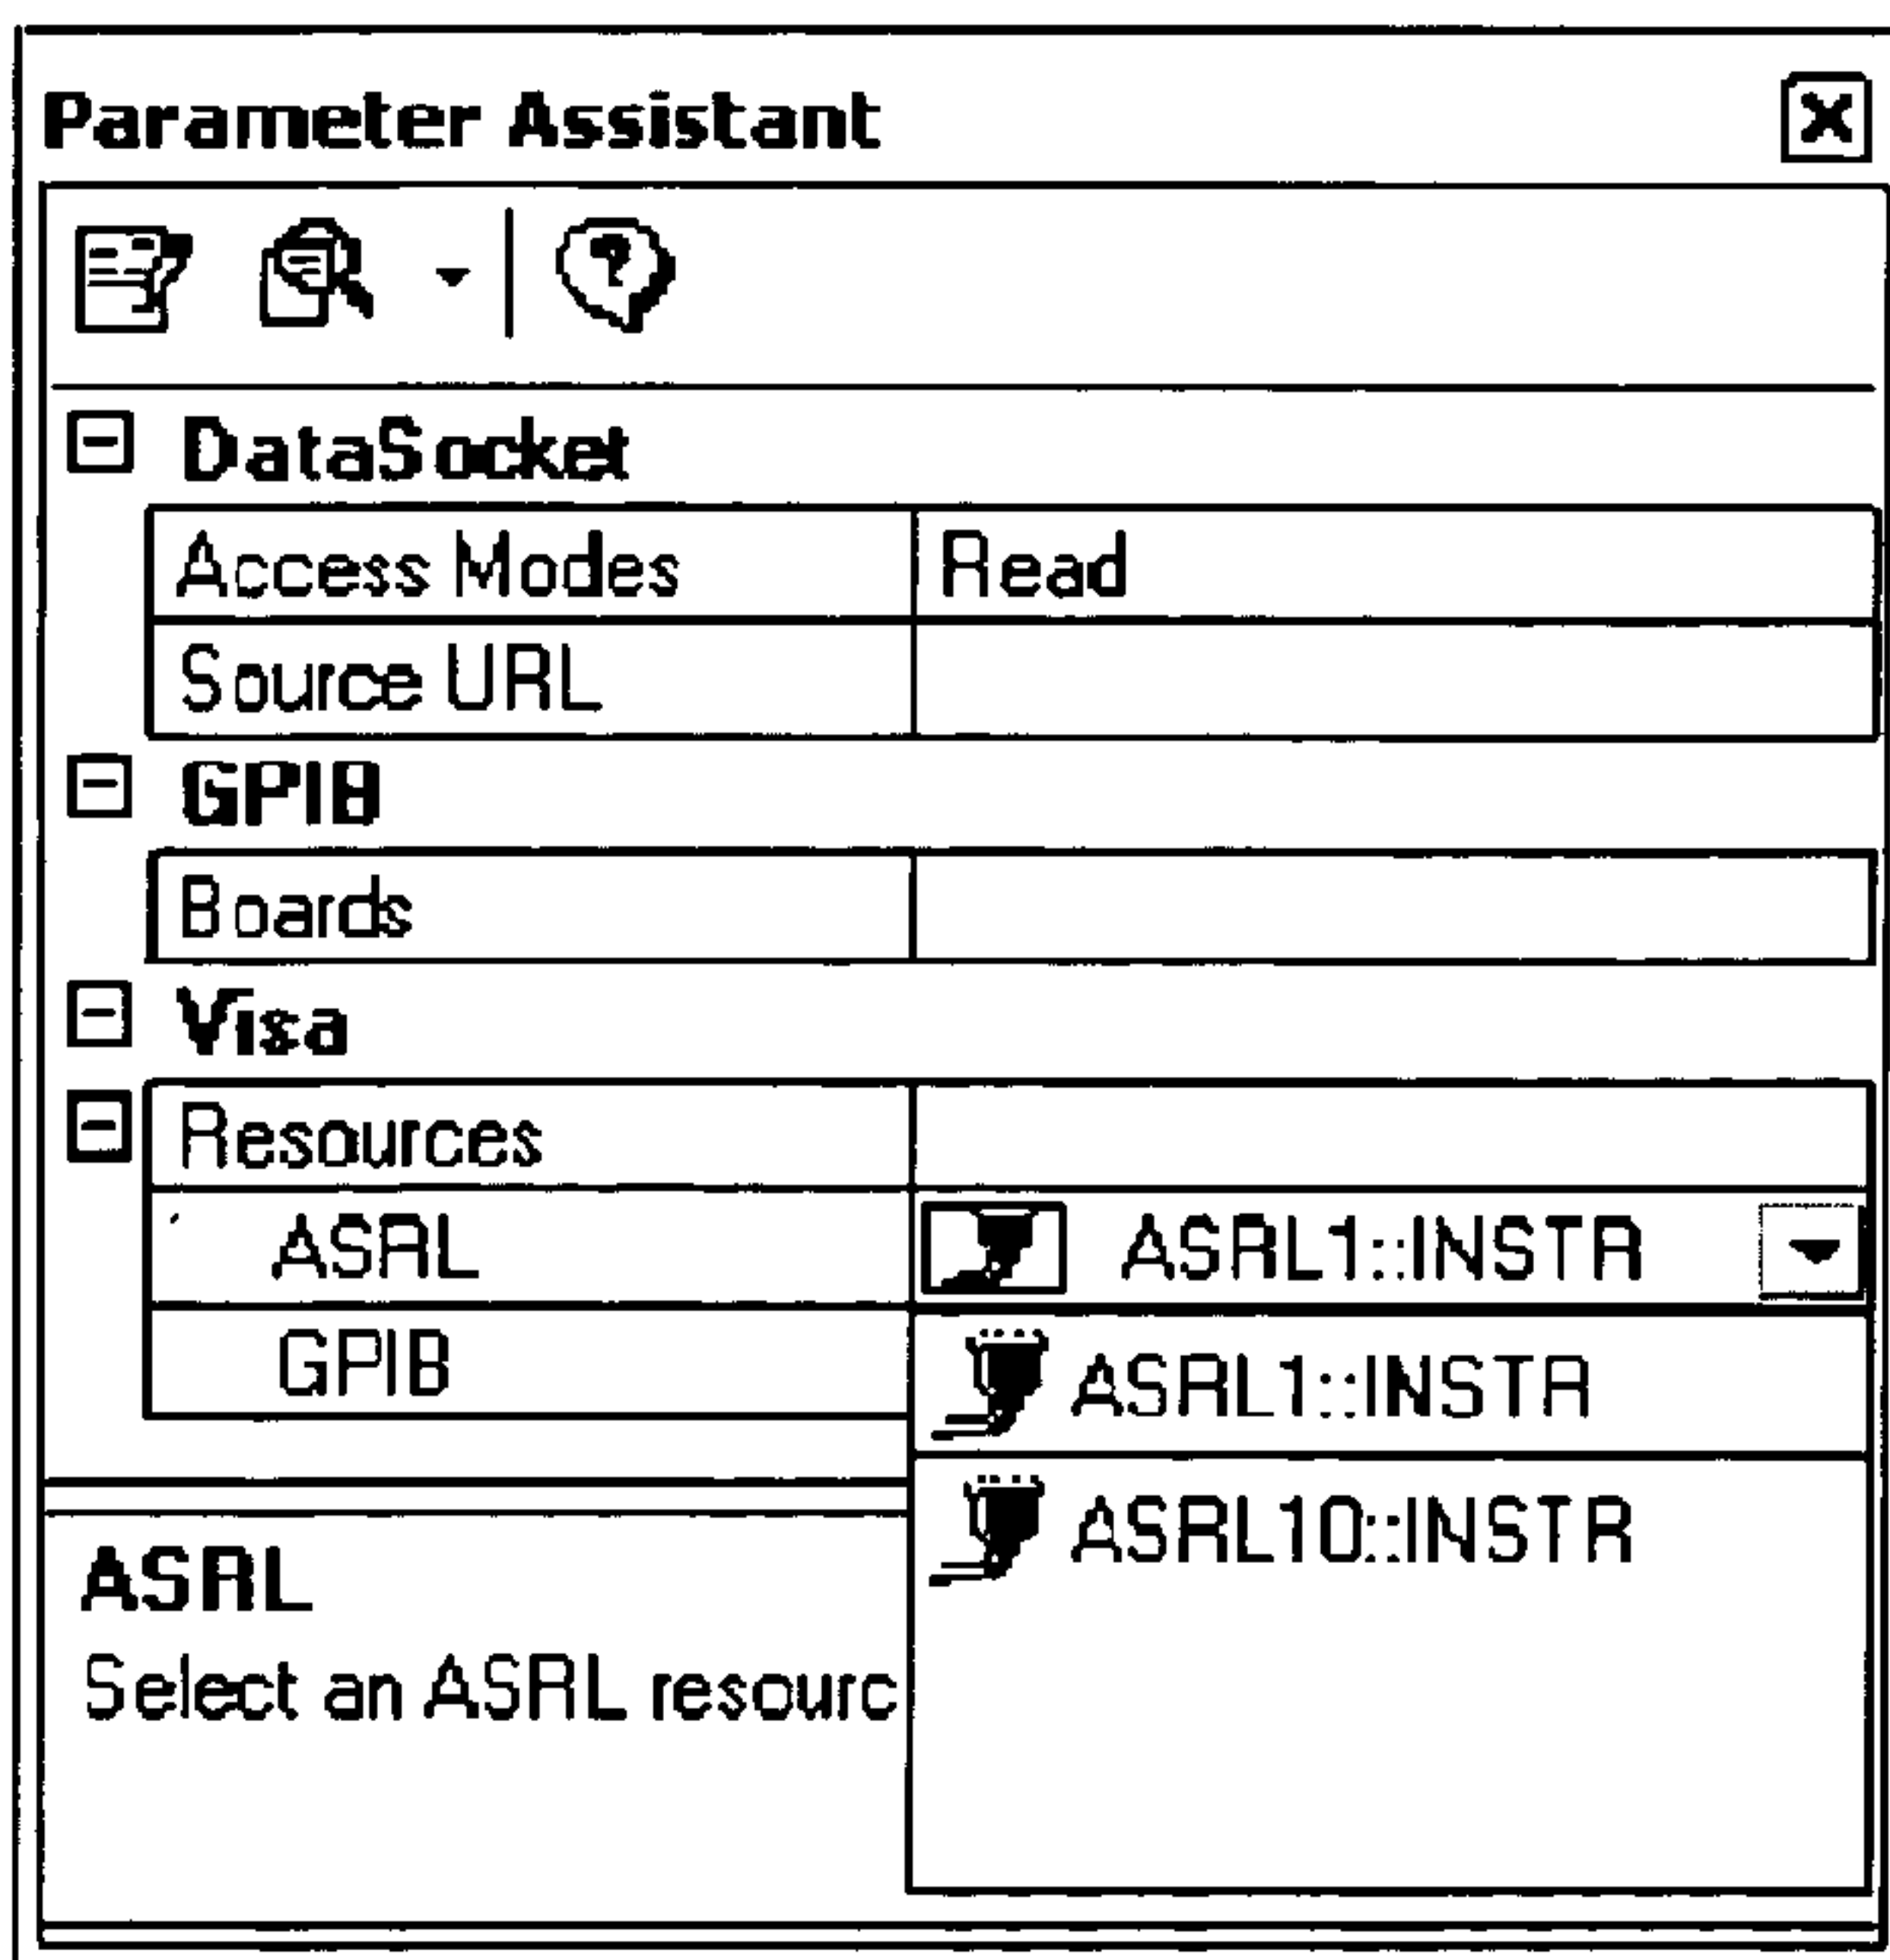 Parameter Assistant
DataSocket
Access Modes Read
Source URL
GPIB
Boards
Visa
Resources
ASRL ASRL1::INSTR
GPIB
ASRL1::INSTR
ASRL10::INSTR
ASRL
Select an ASRL resourc